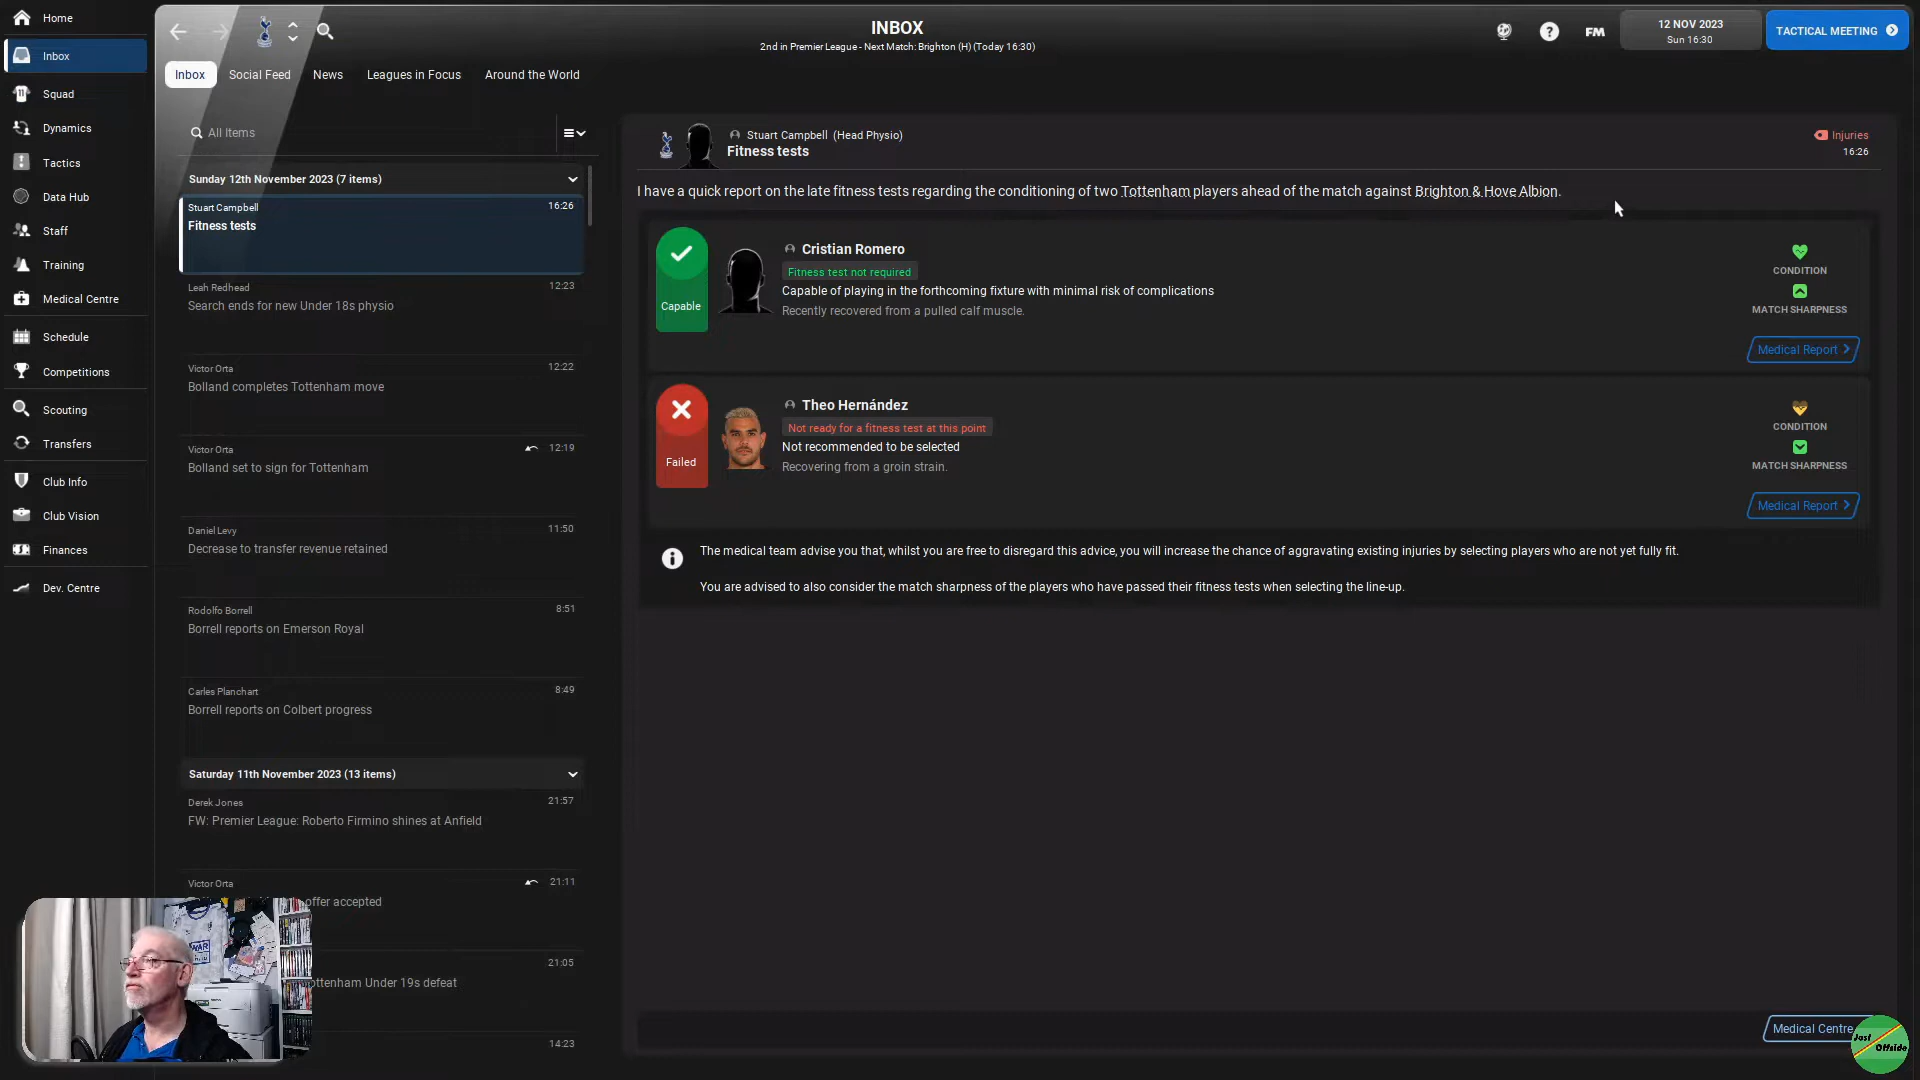 Home
Inbox
Squad
Dynamics
Tactics
Data Hub
Staff
Training
Medical Centre
Schedule
Competitions
Scouting
Transfers
Club Info
Club Vision
Finances
Dev. Centre
INBOX
2nd in Premier League - Next Match: Brighton (H) (Today 16:30)
FM
12 NOV 2023
Sun 16:30
TACTICAL MEETING
Inbox Social Feed News Leagues in Focus Around the World
All Items
Sunday 12th November 2023 (7 items)
Stuart Campbell 16:26
Fitness tests
Leah Redhead 12:23
Search ends for new Under 18s physio
Victor Orta 12:22
Bolland completes Tottenham move
Victor Orta 12:19
Bolland set to sign for Tottenham
Daniel Levy 11:50
Decrease to transfer revenue retained
Rodolfo Borrell 8:51
Borrell reports on Emerson Royal
Carles Planchart 8:49
Borrell reports on Colbert progress
Saturday 11th November 2023 (13 items)
Derek Jones 21:57
FW: Premier League: Roberto Firmino shines at Anfield
Victor Orta 21:11
offer accepted
21:05
ottenham Under 19s defeat
14:23
Stuart Campbell (Head Physio)
Fitness tests
Injuries
16:26
I have a quick report on the late fitness tests regarding the conditioning of two Tottenham players ahead of the match against Brighton & Hove Albion.
Capable
Cristian Romero
Fitness test not required
Capable of playing in the forthcoming fixture with minimal risk of complications
Recently recovered from a pulled calf muscle.
CONDITION
MATCH SHARPNESS
Medical Report
Failed
Theo Hernández
Not ready for a fitness test at this point
Not recommended to be selected
Recovering from a groin strain.
CONDITION
MATCH SHARPNESS
Medical Report
The medical team advise you that, whilst you are free to disregard this advice, you will increase the chance of aggravating existing injuries by selecting players who are not yet fully fit.
You are advised to also consider the match sharpness of the players who have passed their fitness tests when selecting the line-up.
Medical Centre
Just
Offside